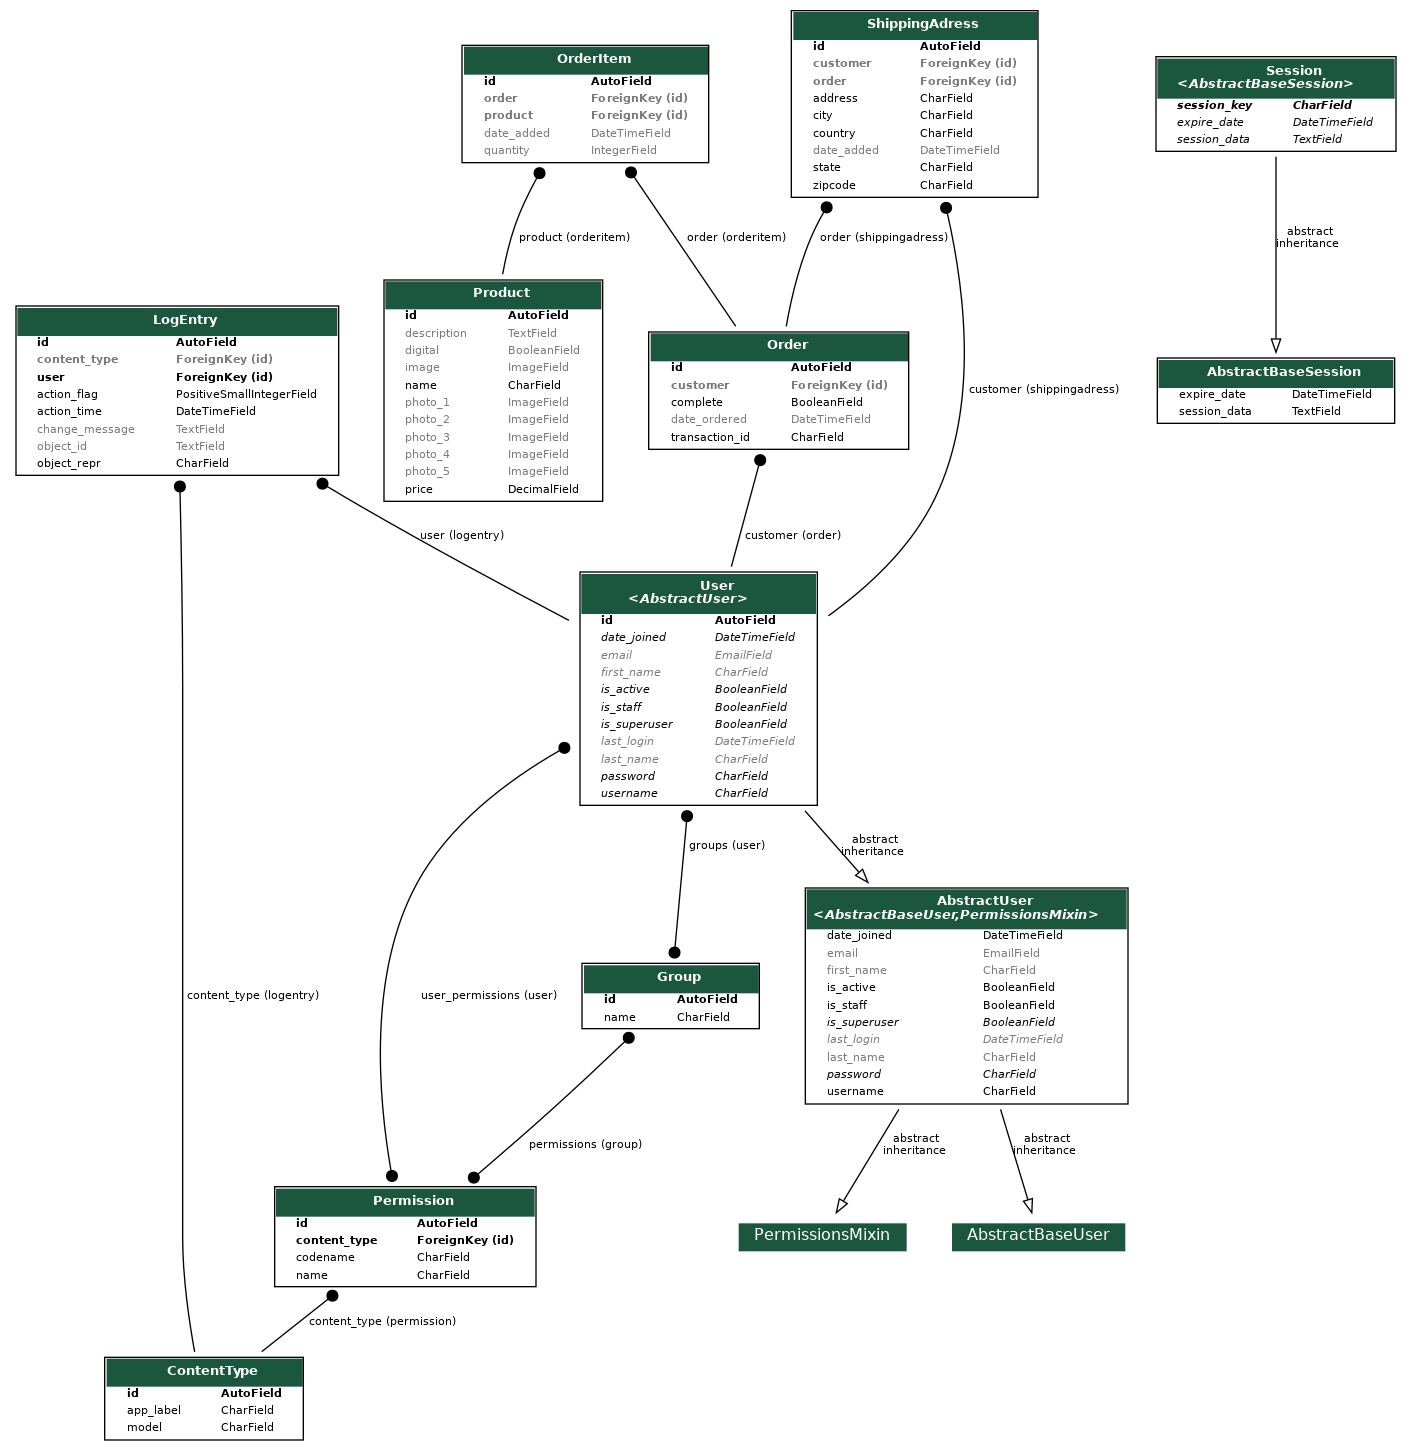 ShippingAdress
id AutoField
customer ForeignKey (id)
order ForeignKey (id)
address CharField
city CharField
country CharField
date_added DateTimeField
state CharField
zipcode CharField
OrderItem
id AutoField
order ForeignKey (id)
product ForeignKey (id)
date_added DateTimeField
quantity IntegerField
Session
<AbstractBaseSession>
session_key CharField
expire_date DateTimeField
session_data TextField
product (orderitem)
order (orderitem)
order (shippingadress)
abstract
inheritance
Product
id AutoField
description TextField
digital BooleanField
image ImageField
name CharField
photo_1 ImageField
photo_2 ImageField
photo_3 ImageField
photo_4 ImageField
photo_5 ImageField
price DecimalField
LogEntry
id AutoField
content_type ForeignKey (id)
user ForeignKey (id)
action_flag PositiveSmallIntegerField
action_time DateTimeField
change_message TextField
object_id TextField
object_repr CharField
Order
id AutoField
customer ForeignKey (id)
complete BooleanField
date_ordered DateTimeField
transaction_id CharField
customer (shippingadress)
AbstractBaseSession
expire_date DateTimeField
session_data TextField
user (logentry)
customer (order)
User
<AbstractUser>
id AutoField
date_joined DateTimeField
email EmailField
first_name CharField
is_active BooleanField
is_staff BooleanField
is_superuser BooleanField
last_login DateTimeField
last_name CharField
password CharField
username CharField
groups (user)
abstract
inheritance
AbstractUser
<AbstractBaseUser,PermissionsMixin>
date_joined DateTimeField
email EmailField
first_name CharField
is_active BooleanField
is_staff BooleanField
is_superuser BooleanField
last_login DateTimeField
last_name CharField
password CharField
username CharField
content_type (logentry)
user_permissions (user)
Group
id AutoField
name CharField
permissions (group)
abstract
inheritance
abstract
inheritance
Permission
id AutoField
content_type ForeignKey (id)
codename CharField
name CharField
PermissionsMixin
AbstractBaseUser
content_type (permission)
ContentType
id AutoField
app_label CharField
model CharField